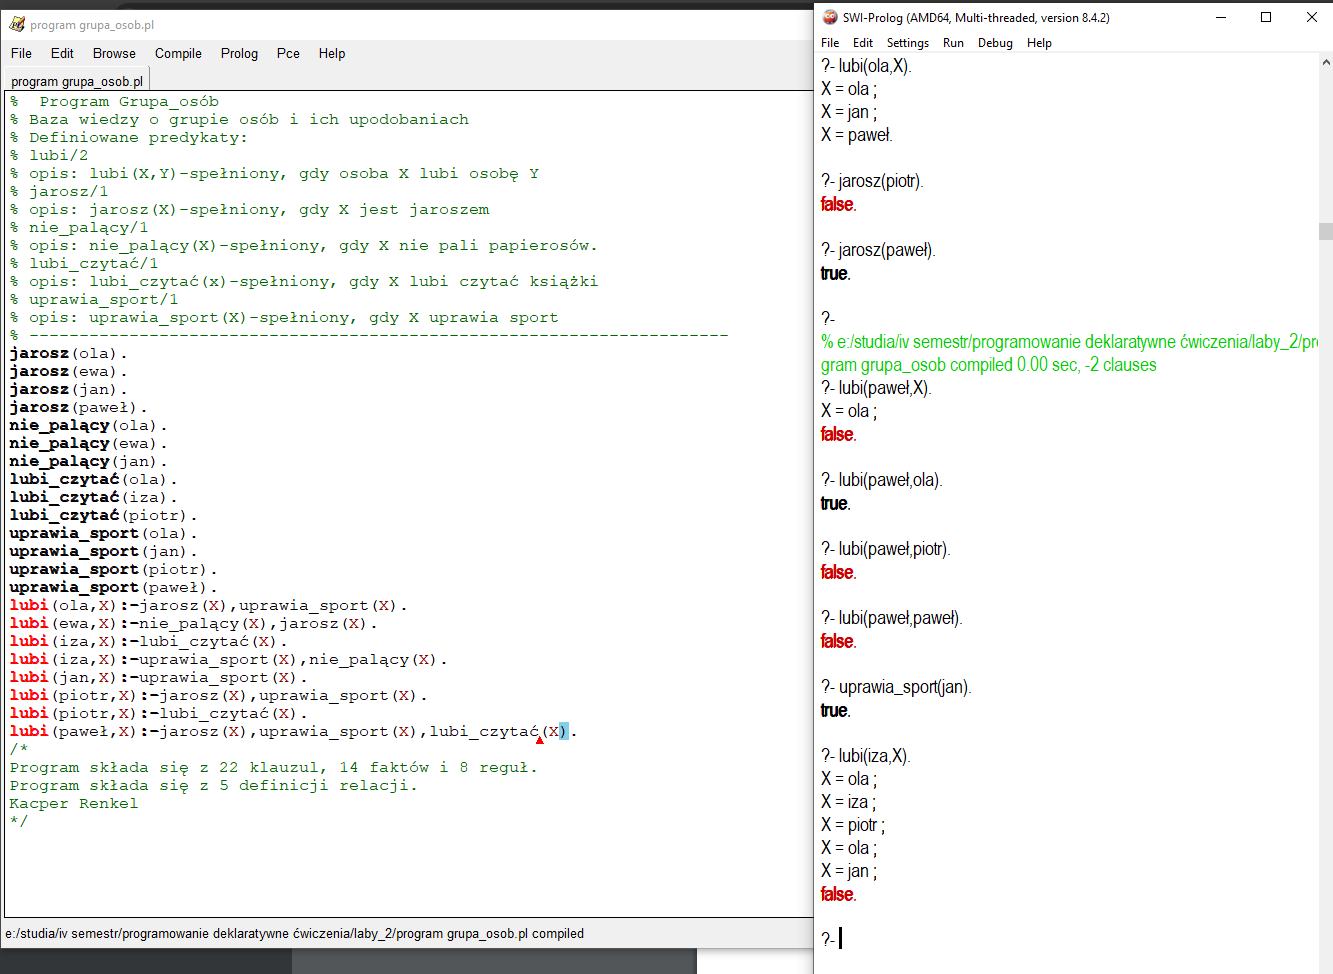 program grupa_osob.pl
File Edit Browse Compile Prolog Pce Help
program grupa_osob.pl
%  Program Grupa_osób
% Baza wiedzy o grupie osób i ich upodobaniach
% Definiowane predykaty:
% lubi/2
% opis: lubi(X,Y)-spełniony, gdy osoba X lubi osobę Y
% jarosz/1
% opis: jarosz(X)-spełniony, gdy X jest jaroszem
% nie_palący/1
% opis: nie_palący(X)-spełniony, gdy X nie pali papierosów.
% lubi_czytać/1
% opis: lubi_czytać(x)-spełniony, gdy X lubi czytać książki
% uprawia_sport/1
% opis: uprawia_sport(X)-spełniony, gdy X uprawia sport
% ----------------------------------------------------------------------
jarosz(ola).
jarosz(ewa).
jarosz(jan).
jarosz(paweł).
nie_palący(ola).
nie_palący(ewa).
nie_palący(jan).
lubi_czytać(ola).
lubi_czytać(iza).
lubi_czytać(piotr).
uprawia_sport(ola).
uprawia_sport(jan).
uprawia_sport(piotr).
uprawia_sport(paweł).
lubi(ola,X):-jarosz(X),uprawia_sport(X).
lubi(ewa,X):-nie_palący(X),jarosz(X).
lubi(iza,X):-lubi_czytać(X).
lubi(iza,X):-uprawia_sport(X),nie_palący(X).
lubi(jan,X):-uprawia_sport(X).
lubi(piotr,X):-jarosz(X),uprawia_sport(X).
lubi(piotr,X):-lubi_czytać(X).
lubi(paweł,X):-jarosz(X),uprawia_sport(X),lubi_czytać(X).
/*
Program składa się z 22 klauzul, 14 faktów i 8 reguł.
Program składa się z 5 definicji relacji.
Kacper Renkel
*/
e:/studia/iv semestr/programowanie deklaratywne ćwiczenia/laby_2/program grupa_osob.pl compiled
SWI-Prolog (AMD64, Multi-threaded, version 8.4.2)
File Edit Settings Run Debug Help
?- lubi(ola,X).
X = ola ;
X = jan ;
X = paweł.
?- jarosz(piotr).
false.
?- jarosz(paweł).
true.
?-
% e:/studia/iv semestr/programowanie deklaratywne ćwiczenia/laby_2/pro
gram grupa_osob compiled 0.00 sec, -2 clauses
?- lubi(paweł,X).
X = ola ;
false.
?- lubi(paweł,ola).
true.
?- lubi(paweł,piotr).
false.
?- lubi(paweł,paweł).
false.
?- uprawia_sport(jan).
true.
?- lubi(iza,X).
X = ola ;
X = iza ;
X = piotr ;
X = ola ;
X = jan ;
false.
?-